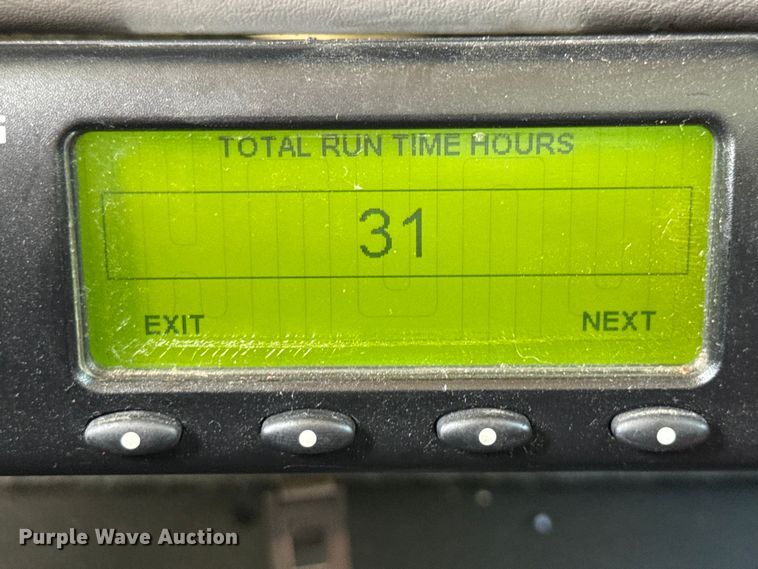 TOTAL RUN TIME HOURS
31
EXIT NEXT
Purple Wave Auction